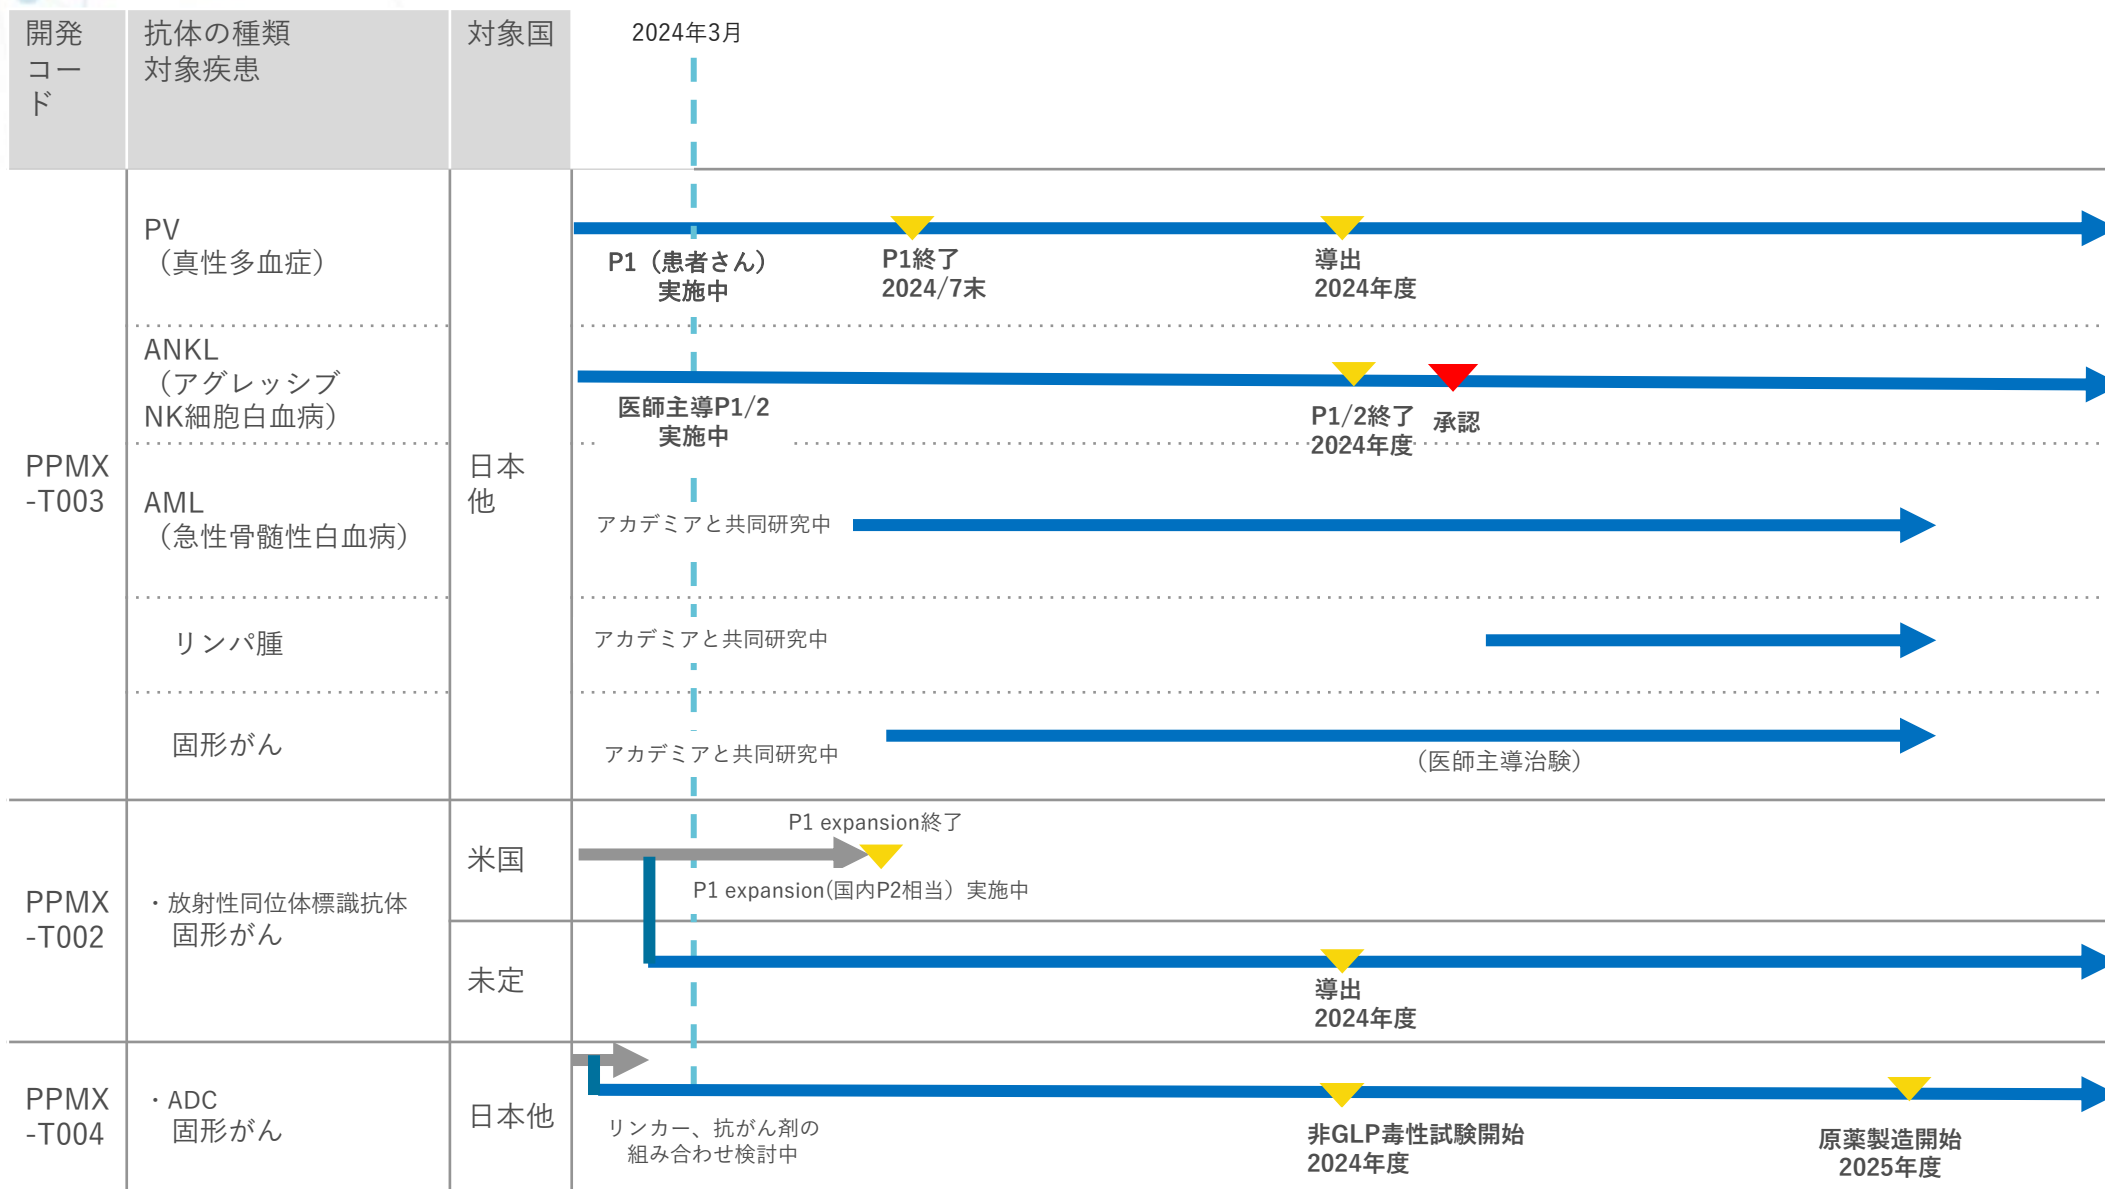 開発
コー
ド
抗体の種類
対象疾患
対象国
2024年3月
PPMX
-T003
日本
他
PV
（真性多血症）
P1（患者さん）
実施中
P1終了
2024/7末
導出
2024年度
ANKL
（アグレッシブ
NK細胞白血病）
医師主導P1/2
実施中
P1/2終了
2024年度
承認
AML
（急性骨髄性白血病）
アカデミアと共同研究中
リンパ腫
アカデミアと共同研究中
固形がん
アカデミアと共同研究中
（医師主導治験）
PPMX
-T002
・放射性同位体標識抗体
固形がん
米国
P1 expansion終了
P1 expansion(国内P2相当）実施中
未定
導出
2024年度
PPMX
-T004
・ADC
固形がん
日本他
リンカー、抗がん剤の
組み合わせ検討中
非GLP毒性試験開始
2024年度
原薬製造開始
2025年度